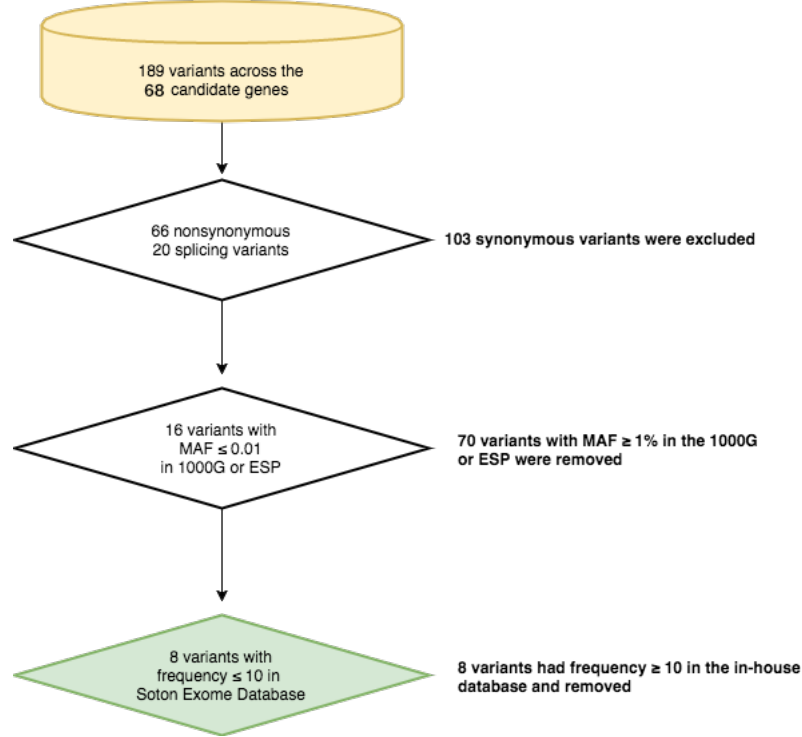 189 variants across the
68 candidate genes
66 nonsynonymous
20 splicing variants
103 synonymous variants were excluded
16 variants with
MAF ≤ 0.01
in 1000G or ESP
70 variants with MAF ≥ 1% in the 1000G
or ESP were removed
8 variants with
frequency ≤ 10 in
Soton Exome Database
8 variants had frequency ≥ 10 in the in-house
database and removed